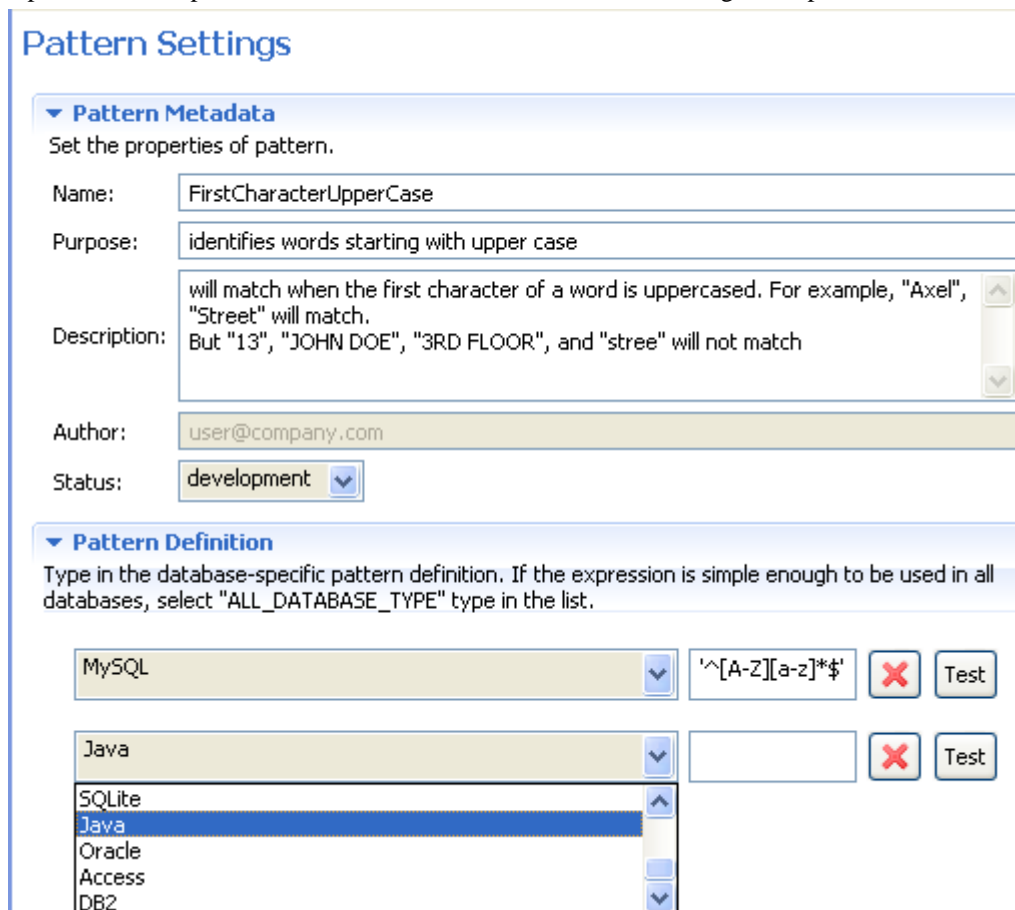 Pattern Settings
Pattern Metadata
Set the properties of pattern.
Name: FirstCharacterUpperCase
Purpose: identifies words starting with upper case
Description: will match when the first character of a word is uppercased. For example, "Axel",
"Street" will match.
But "13", "JOHN DOE", "3RD FLOOR", and "stree" will not match
Author: user@company.com
Status: development
Pattern Definition
Type in the database-specific pattern definition. If the expression is simple enough to be used in all
databases, select "ALL_DATABASE_TYPE" type in the list.
MySQL '^[A-Z][a-z]*$' Test
Java Test
SQLite
Java
Oracle
Access
DB2